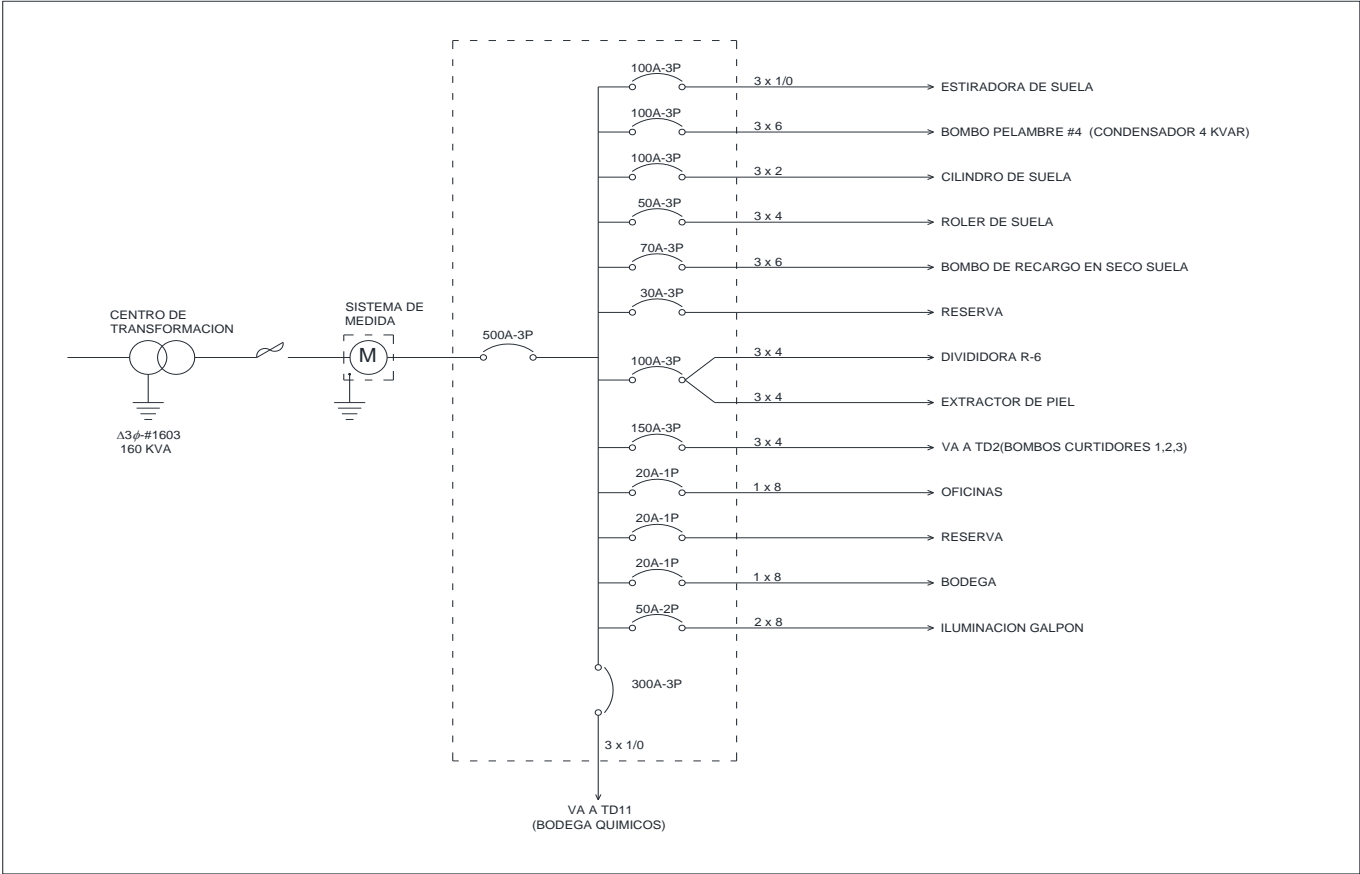 100A-3P
3 x 1/0
ESTIRADORA DE SUELA
100A-3P
3 x 6
BOMBO PELAMBRE #4 (CONDENSADOR 4 KVAR)
100A-3P
3 x 2
CILINDRO DE SUELA
50A-3P
3 x 4
ROLER DE SUELA
70A-3P
3 x 6
BOMBO DE RECARGO EN SECO SUELA
30A-3P
RESERVA
CENTRO DE
TRANSFORMACION
SISTEMA DE
MEDIDA
M
500A-3P
Δ3ϕ-#1603
160 KVA
100A-3P
3 x 4
DIVIDIDORA R-6
3 x 4
EXTRACTOR DE PIEL
150A-3P
3 x 4
VA A TD2(BOMBOS CURTIDORES 1,2,3)
20A-1P
1 x 8
OFICINAS
20A-1P
RESERVA
20A-1P
1 x 8
BODEGA
50A-2P
2 x 8
ILUMINACION GALPON
300A-3P
3 x 1/0
VA A TD11
(BODEGA QUIMICOS)